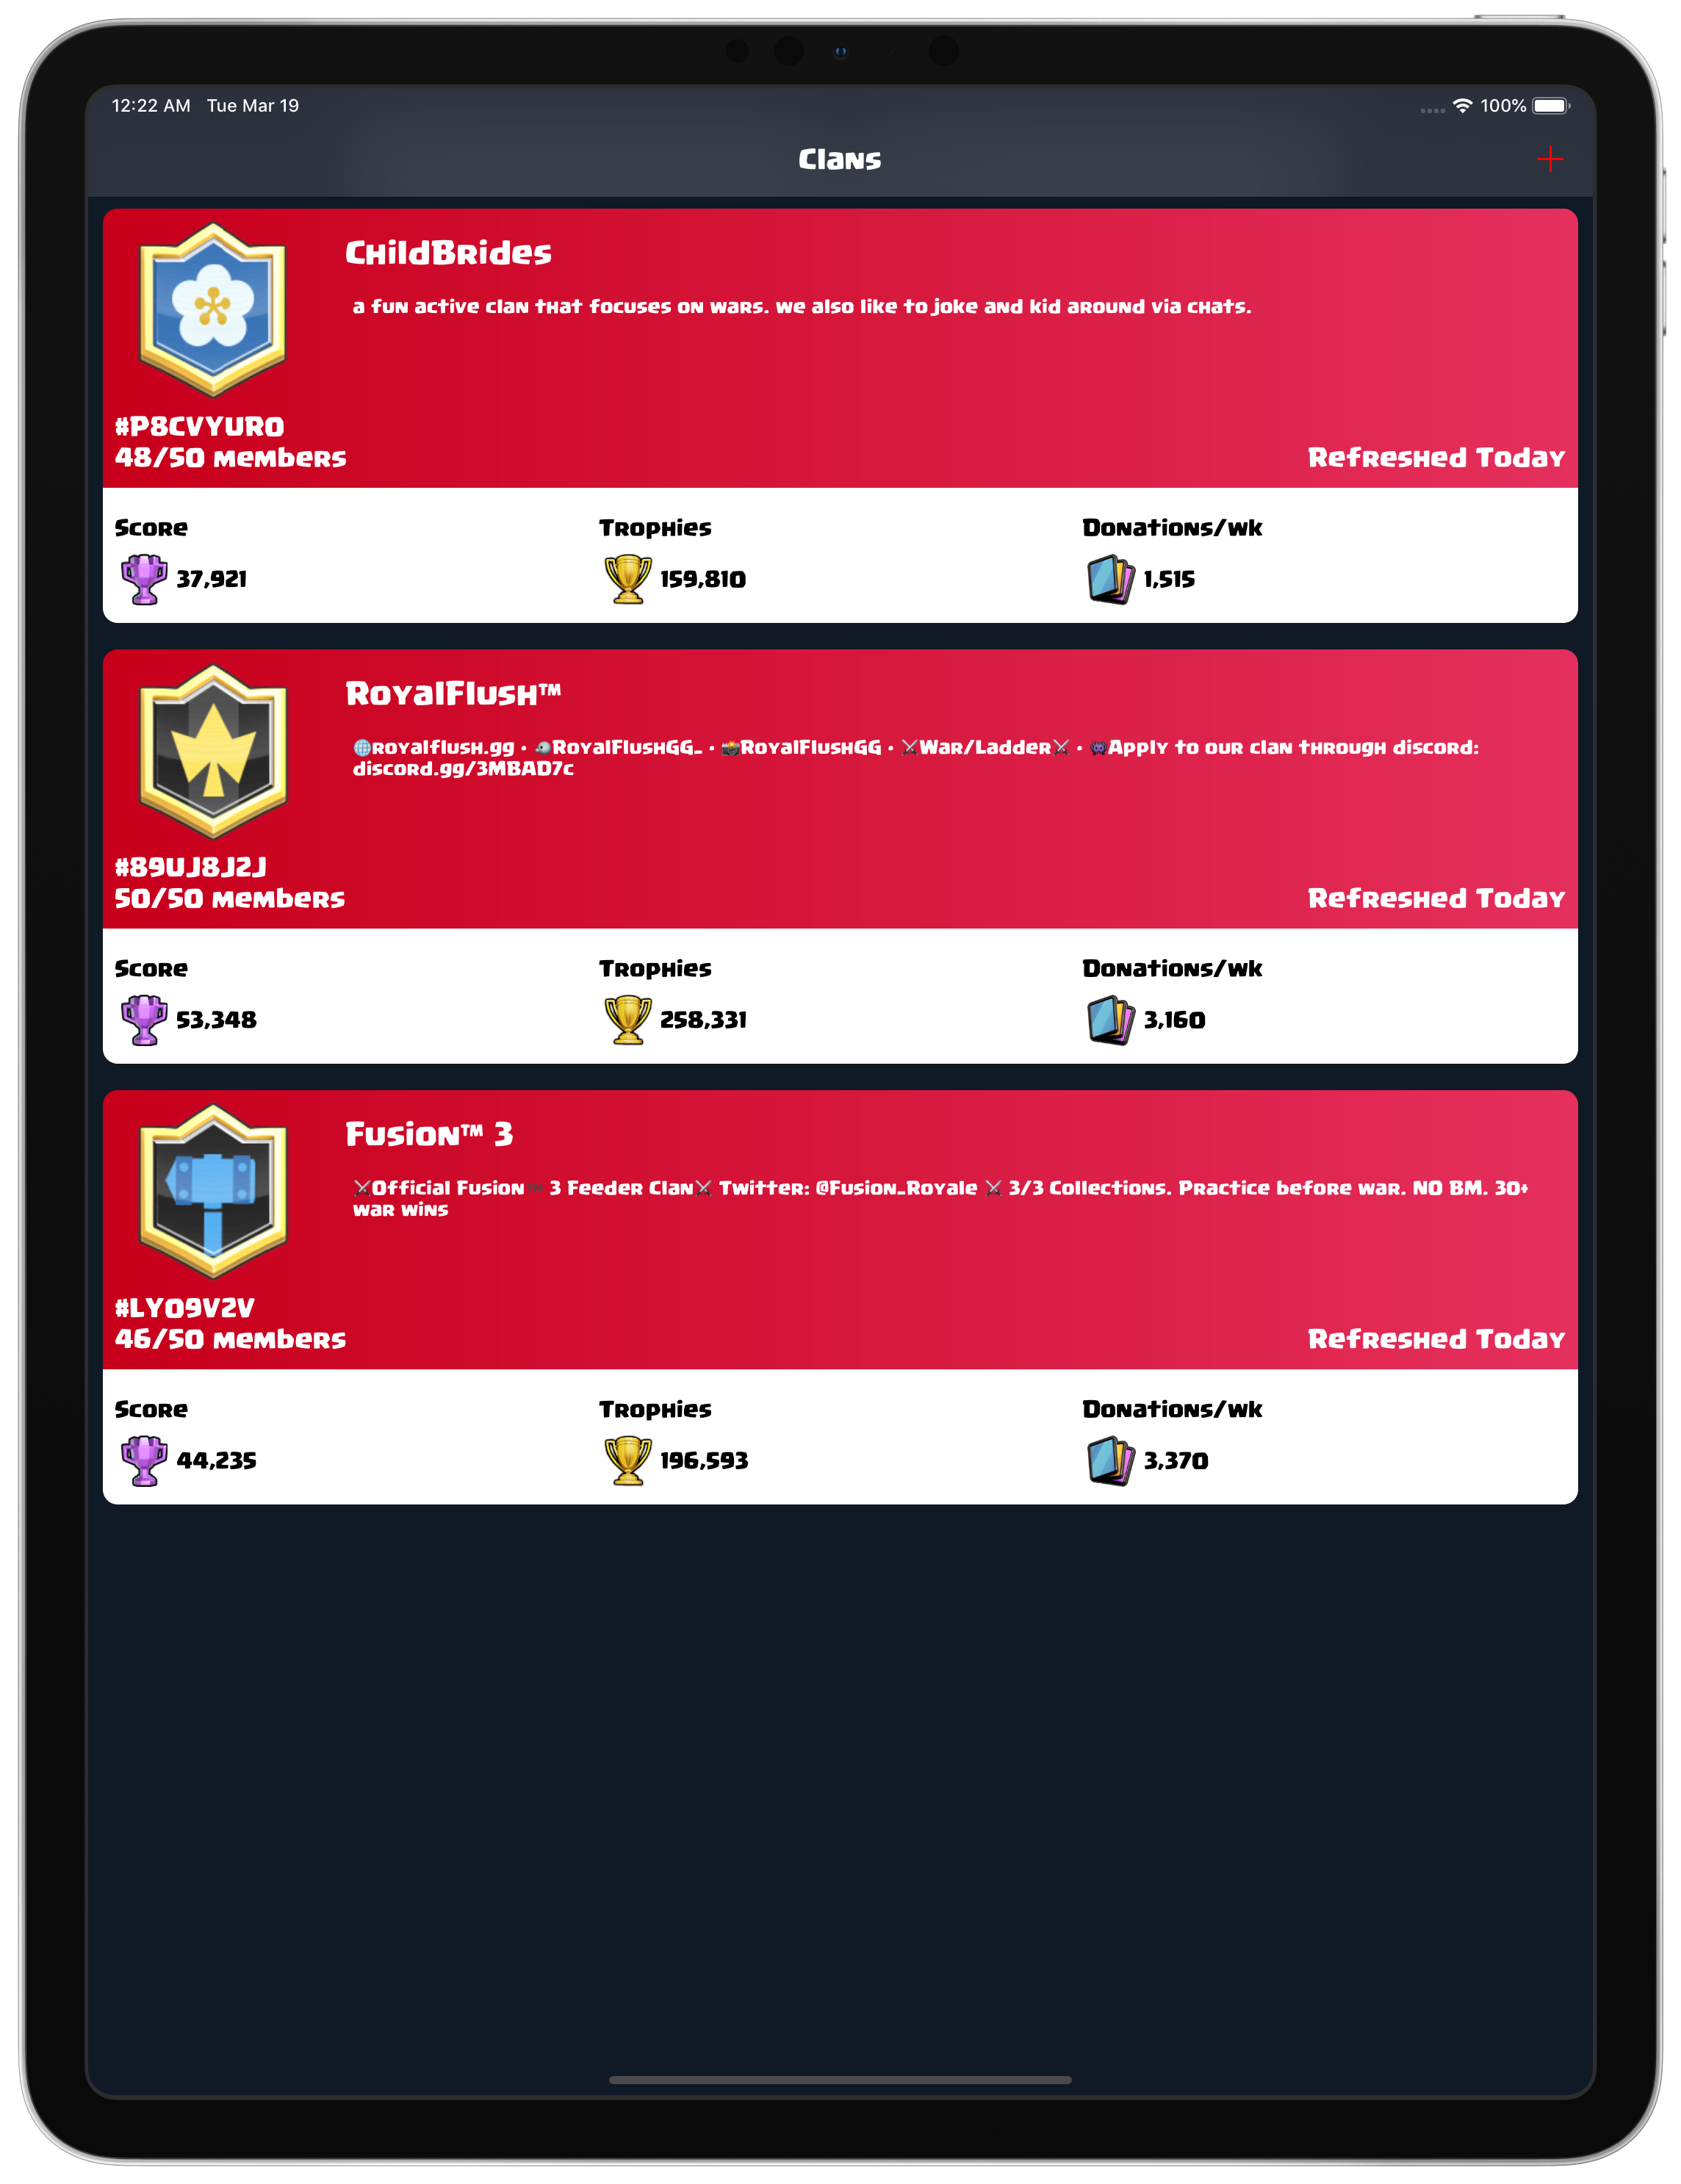 12:22 AM Tue Mar 19
100%
Clans
ChildBrides
a fun active clan that focuses on wars. we also like to joke and kid around via chats.
#P8CVYUR0
48/50 members
Refreshed Today
Score
Trophies
Donations/wk
37,921
159,810
1,515
RoyalFlush™
🌐royalflush.gg • 🐦RoyalFlushGG_ • 📸RoyalFlushGG • ⚔War/Ladder⚔ • 👾Apply to our clan through discord:
discord.gg/3MBAD7c
#89UJ8J2J
50/50 members
Refreshed Today
Score
Trophies
Donations/wk
53,348
258,331
3,160
Fusion™ 3
⚔Official Fusion™ 3 Feeder Clan⚔ Twitter: @Fusion_Royale ⚔ 3/3 Collections. Practice before war. NO BM. 30+
war wins
#LY09V2V
46/50 members
Refreshed Today
Score
Trophies
Donations/wk
44,235
196,593
3,370